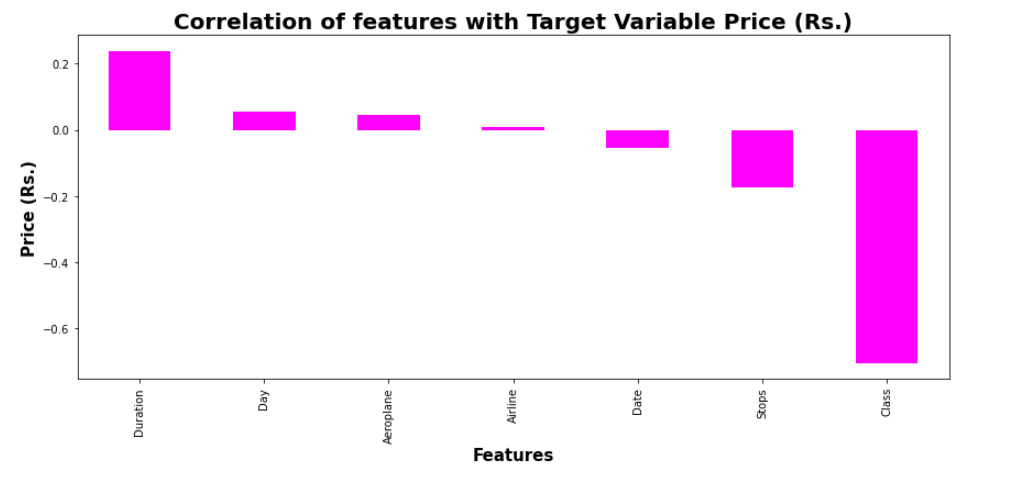 Correlation of features with Target Variable Price (Rs.)
Price (Rs.)
0.2
0.0
−0.2
−0.4
−0.6
Duration
Day
Aeroplane
Airline
Date
Stops
Class
Features